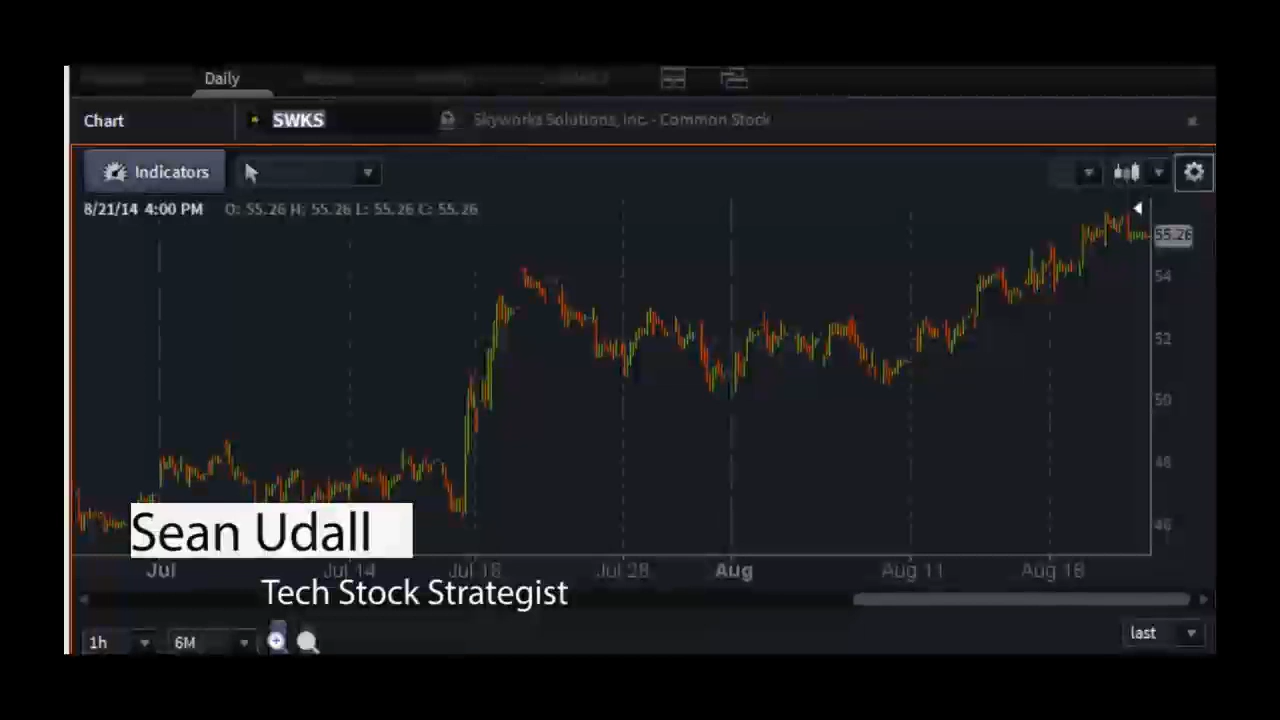 Daily
Chart
SWKS
Skyworks Solutions, Inc. - Common Stock
Indicators
8/21/14 4:00 PM O: 55.26 H: 55.26 L: 55.26 C: 55.26
55.26
54
52
50
48
46
Sean Udall
Jul Jul 14 Jul 18 Jul 28 Aug Aug 11 Aug 18
Tech Stock Strategist
1h 6M last